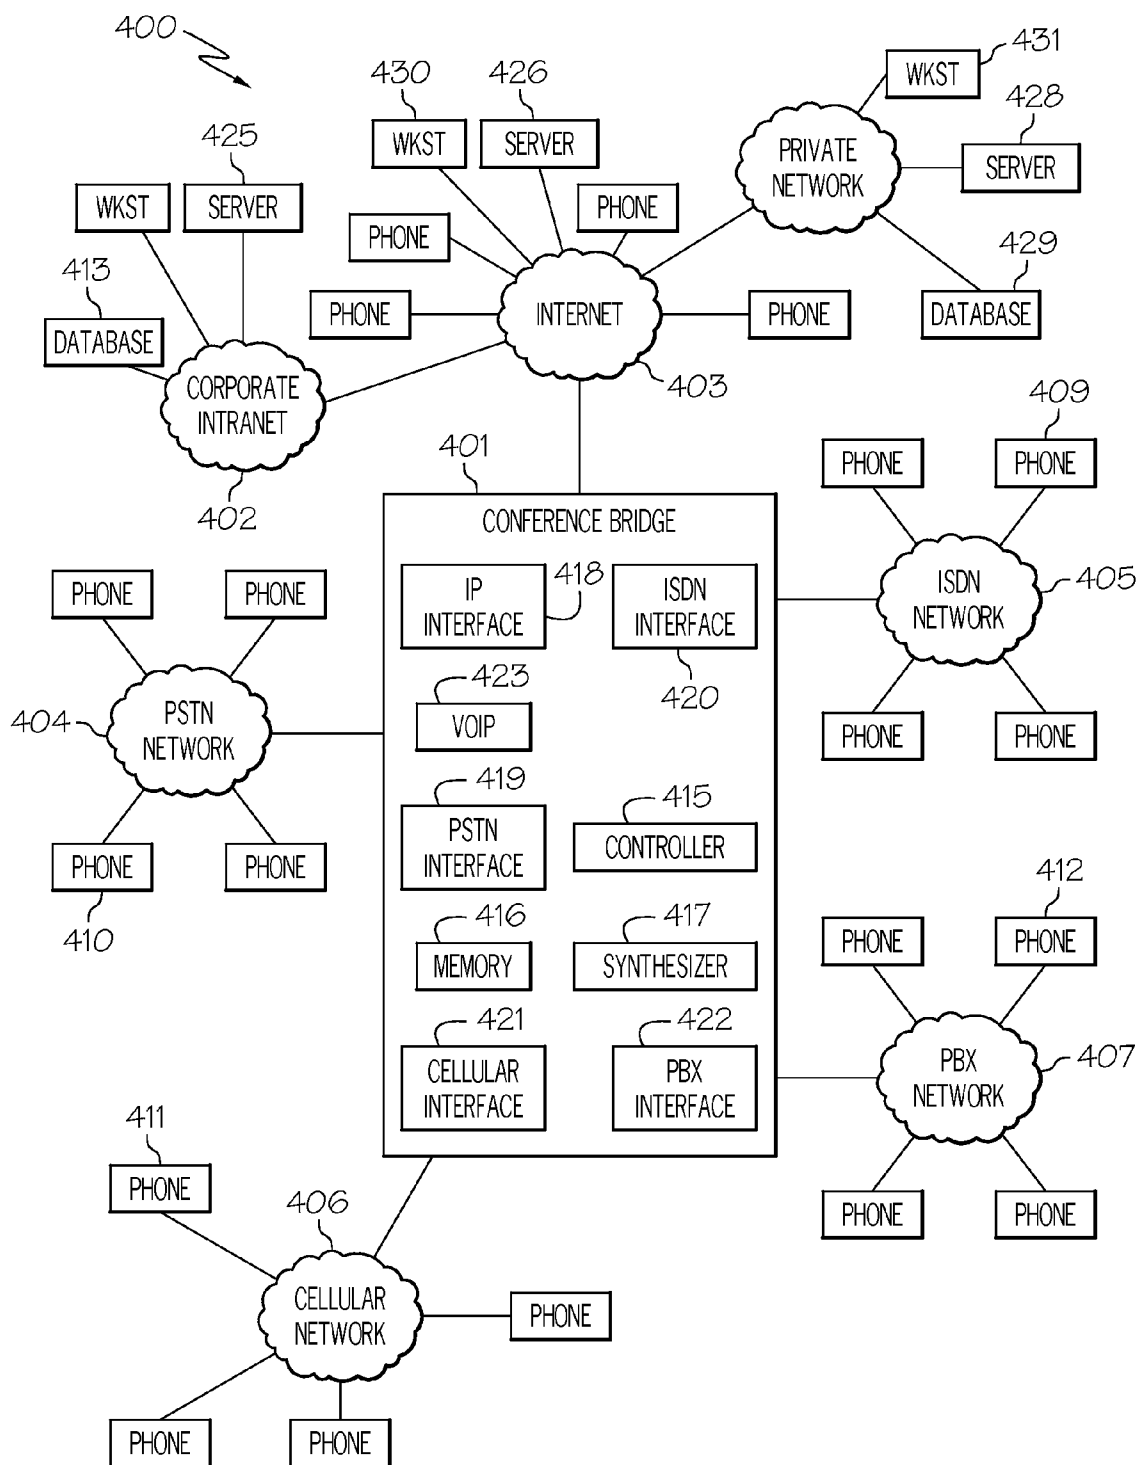 400
431
WKST
430
426
428
WKST
SERVER
PRIVATE
NETWORK
SERVER
425
WKST
SERVER
PHONE
PHONE
413
429
DATABASE
PHONE
INTERNET
PHONE
DATABASE
403
CORPORATE
INTRANET
402
401
409
PHONE
PHONE
CONFERENCE BRIDGE
IP
INTERFACE
418
ISDN
INTERFACE
420
ISDN
NETWORK
405
PHONE
PHONE
404
PSTN
NETWORK
423
VOIP
PHONE
PHONE
419
PSTN
INTERFACE
415
CONTROLLER
PHONE
PHONE
410
412
416
MEMORY
417
SYNTHESIZER
PHONE
PHONE
421
CELLULAR
INTERFACE
422
PBX
INTERFACE
PBX
NETWORK
407
411
PHONE
PHONE
PHONE
406
CELLULAR
NETWORK
PHONE
PHONE
PHONE